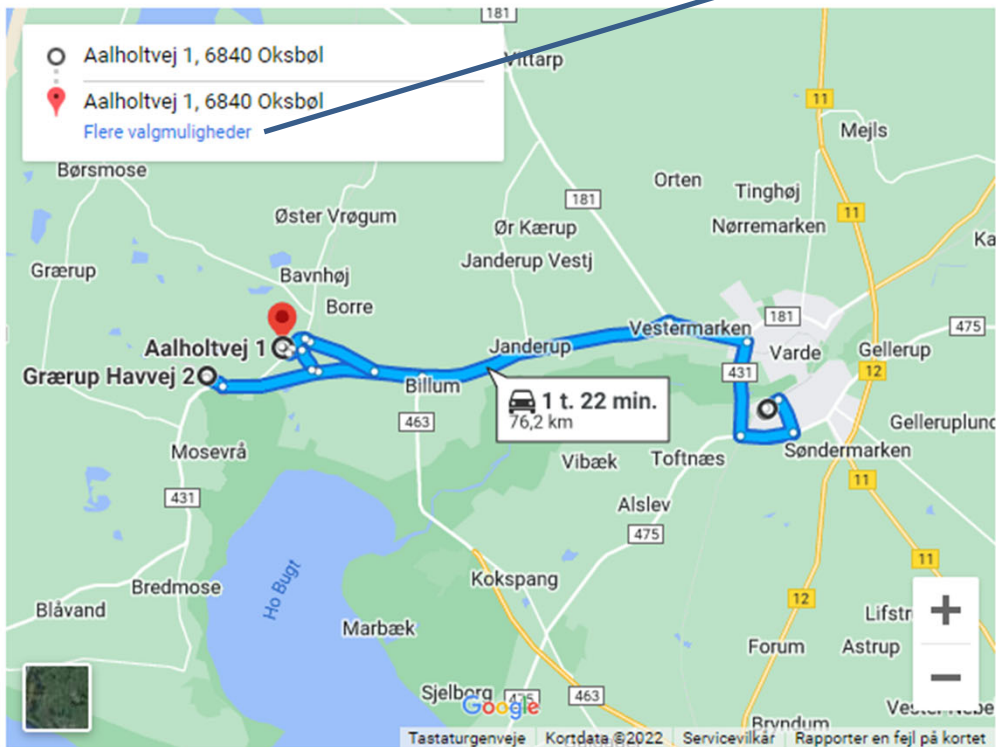 181
Aalholtvej 1, 6840 Oksbøl
Aalholtvej 1, 6840 Oksbøl
Flere valgmuligheder
Vittarp
11
Mejls
Børsmose
Orten
Tinghøj
181
Øster Vrøgum
Ør Kærup
Nørremarken
11
Ka
Janderup Vestj
Grærup
Bavnhøj
Borre
181
Vestermarken
475
Aalholtvej 1
Janderup
Varde
Gellerup
Grærup Havvej 2
Billum
431
12
1 t. 22 min.
76,2 km
463
Gelleruplund
Mosevrå
Vibæk
Toftnæs
Søndermarken
11
431
Alslev
475
Ho Bugt
Kokspang
11
Bredmose
12
Blåvand
Lifstr
Marbæk
Forum
Astrup
Sjelborg
475
463
Google
Bryndum
Tastaturgenveje
Kortdata ©2022
Servicevilkår
Rapporter en fejl på kortet